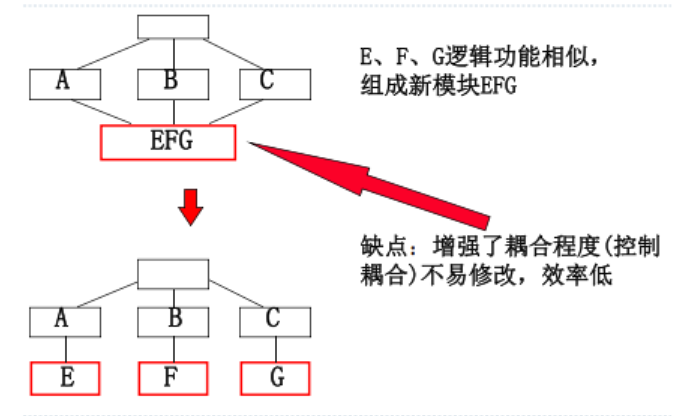 E、F、G逻辑功能相似，
组成新模块EFG
A
B
C
EFG
缺点：增强了耦合程度(控制
耦合)不易修改，效率低
A
B
C
E
F
G